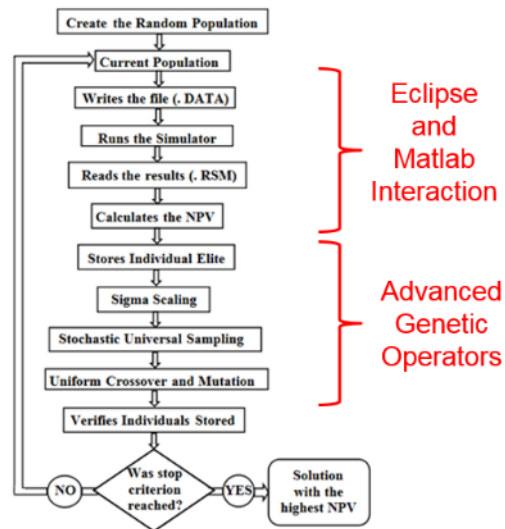 Create the Random Population
Current Population
Writes the file (. DATA)
Runs the Simulator
Reads the results (. RSM)
Calculates the NPV
Eclipse
and
Matlab
Interaction
Stores Individual Elite
Sigma Scaling
Stochastic Universal Sampling
Uniform Crossover and Mutation
Advanced
Genetic
Operators
Verifies Individuals Stored
NO
Was stop
criterion
reached?
YES
Solution
with the
highest NPV